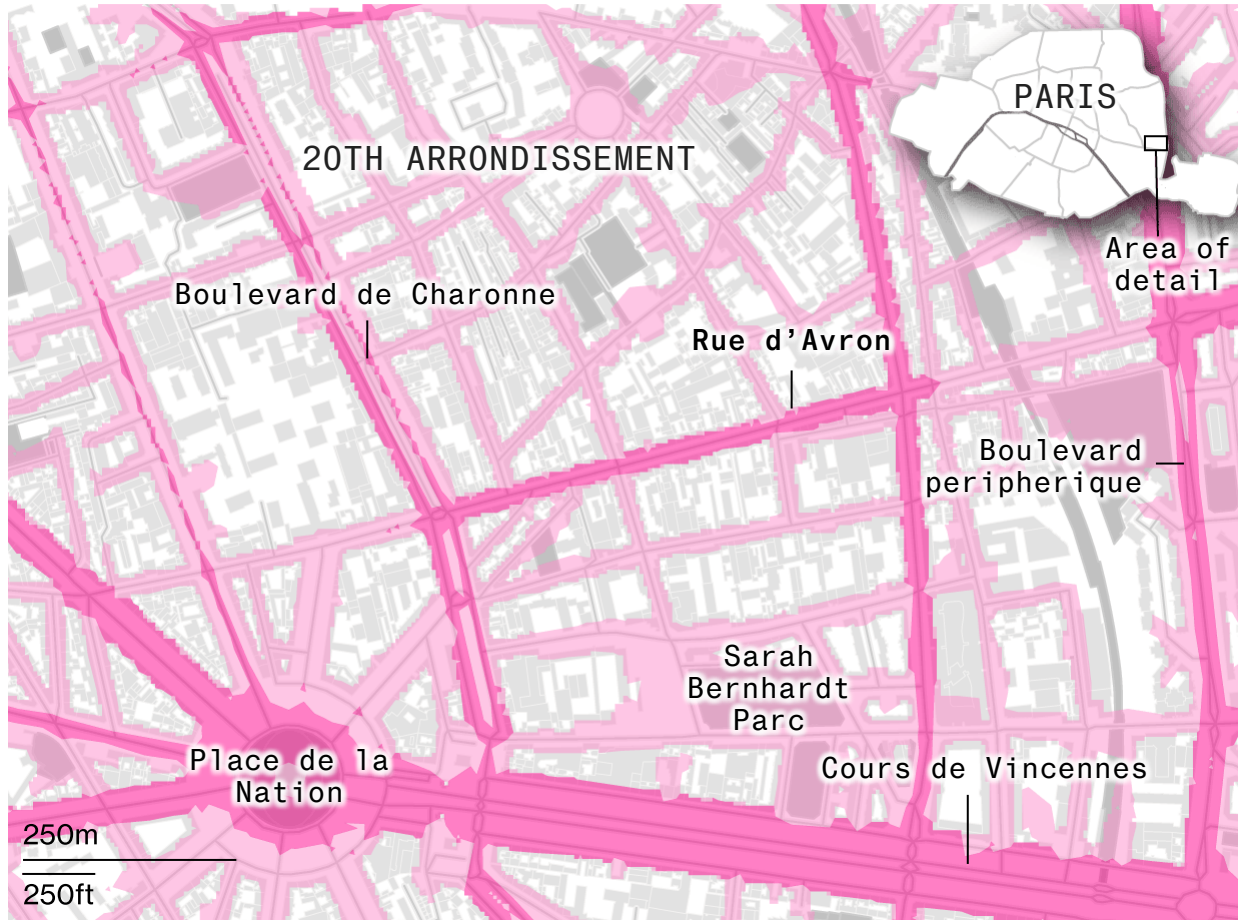 PARIS
20TH ARRONDISSEMENT
Area of
detail
Boulevard de Charonne
Rue d’Avron
Boulevard
peripherique
Sarah
Bernhardt
Parc
Place de la
Nation
Cours de Vincennes
250m
250ft